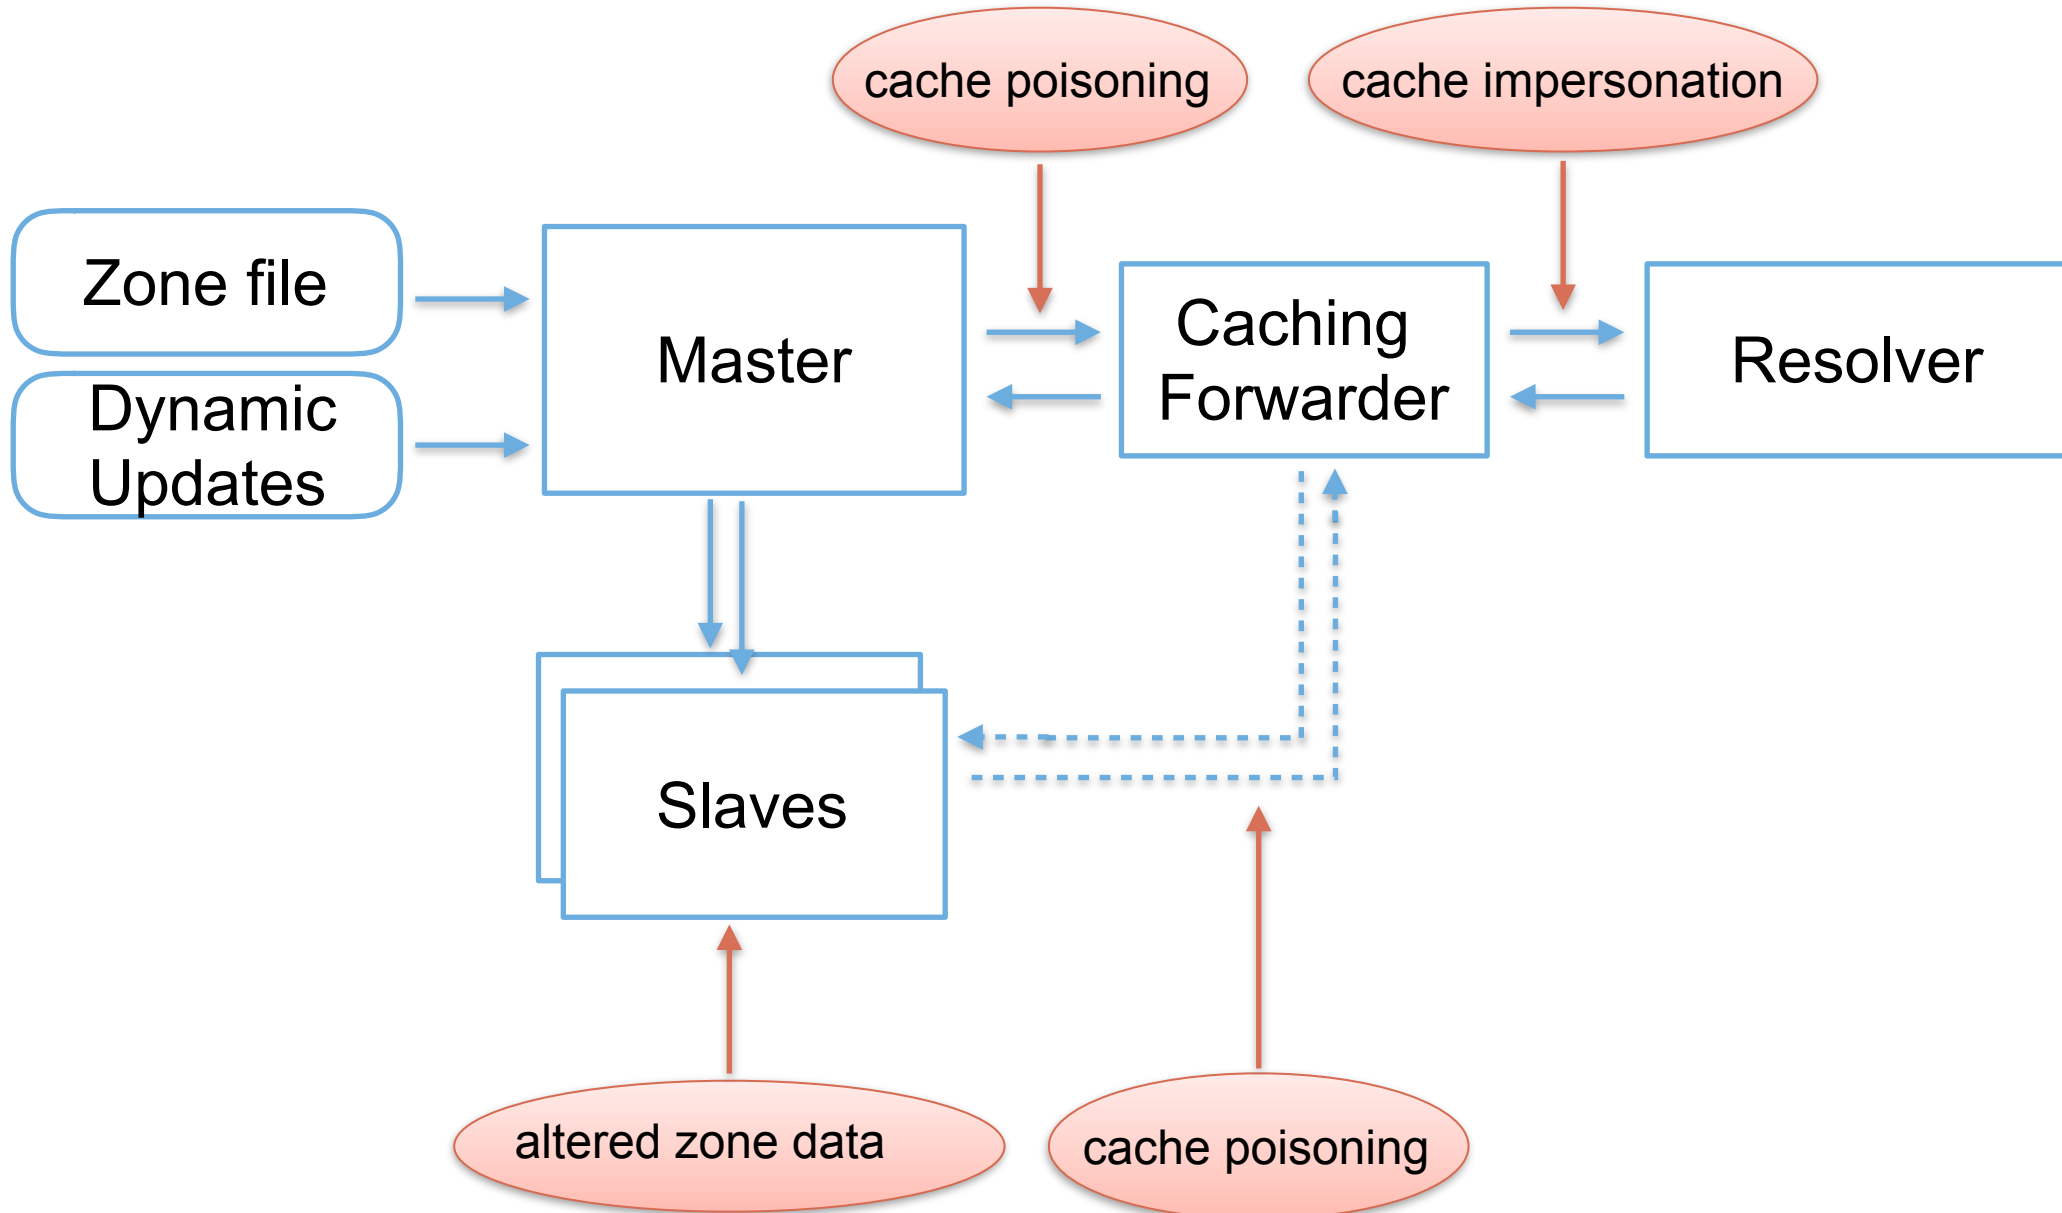 cache poisoning
cache impersonation
Zone file
Master
Caching
Forwarder
Resolver
Dynamic
Updates
Slaves
altered zone data
cache poisoning